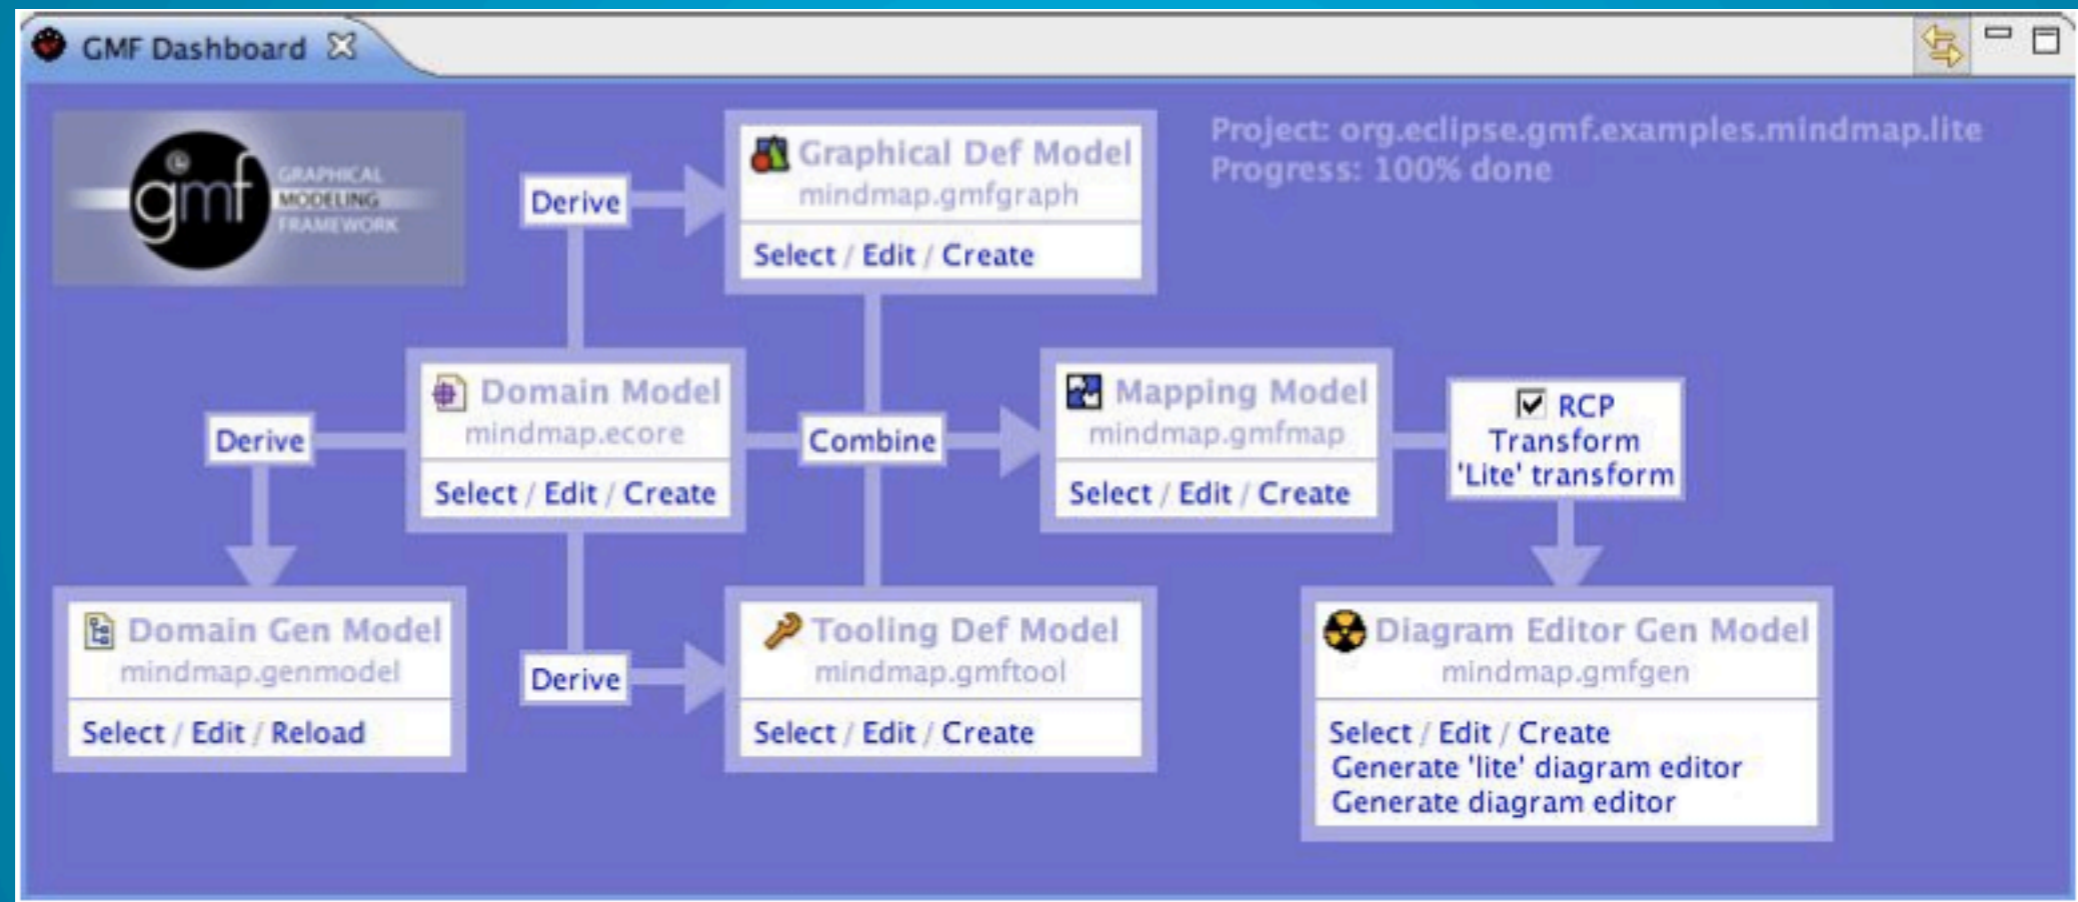 GMF Dashboard
gmf
GRAPHICAL
MODELING
FRAMEWORK
Project: org.eclipse.gmf.examples.mindmap.lite
Progress: 100% done
Derive
Graphical Def Model
mindmap.gmfgraph
Select / Edit / Create
Derive
Domain Model
mindmap.ecore
Select / Edit / Create
Combine
Mapping Model
mindmap.gmfmap
Select / Edit / Create
RCP
Transform
'Lite' transform
Domain Gen Model
mindmap.genmodel
Select / Edit / Reload
Derive
Tooling Def Model
mindmap.gmftool
Select / Edit / Create
Diagram Editor Gen Model
mindmap.gmfgen
Select / Edit / Create
Generate 'lite' diagram editor
Generate diagram editor